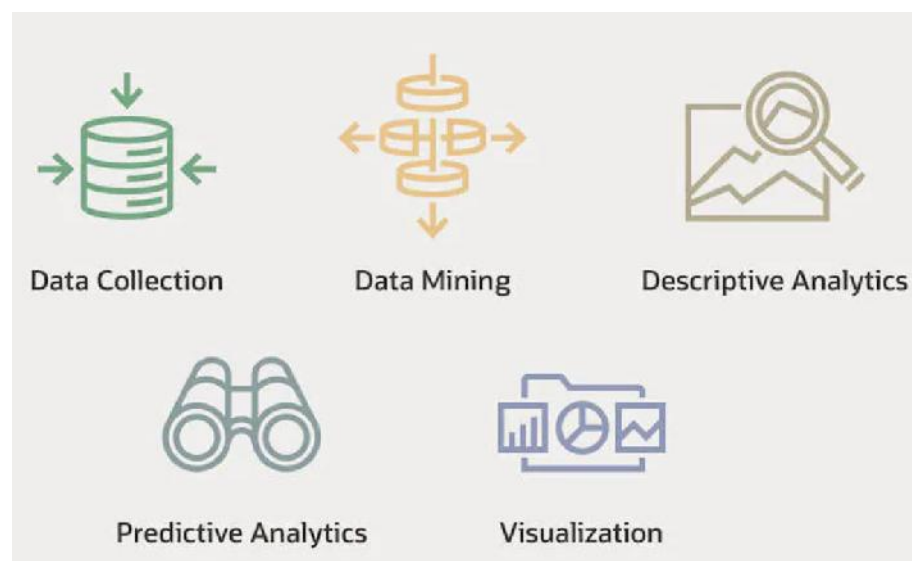 Data Collection
Data Mining
Descriptive Analytics
Predictive Analytics
Visualization